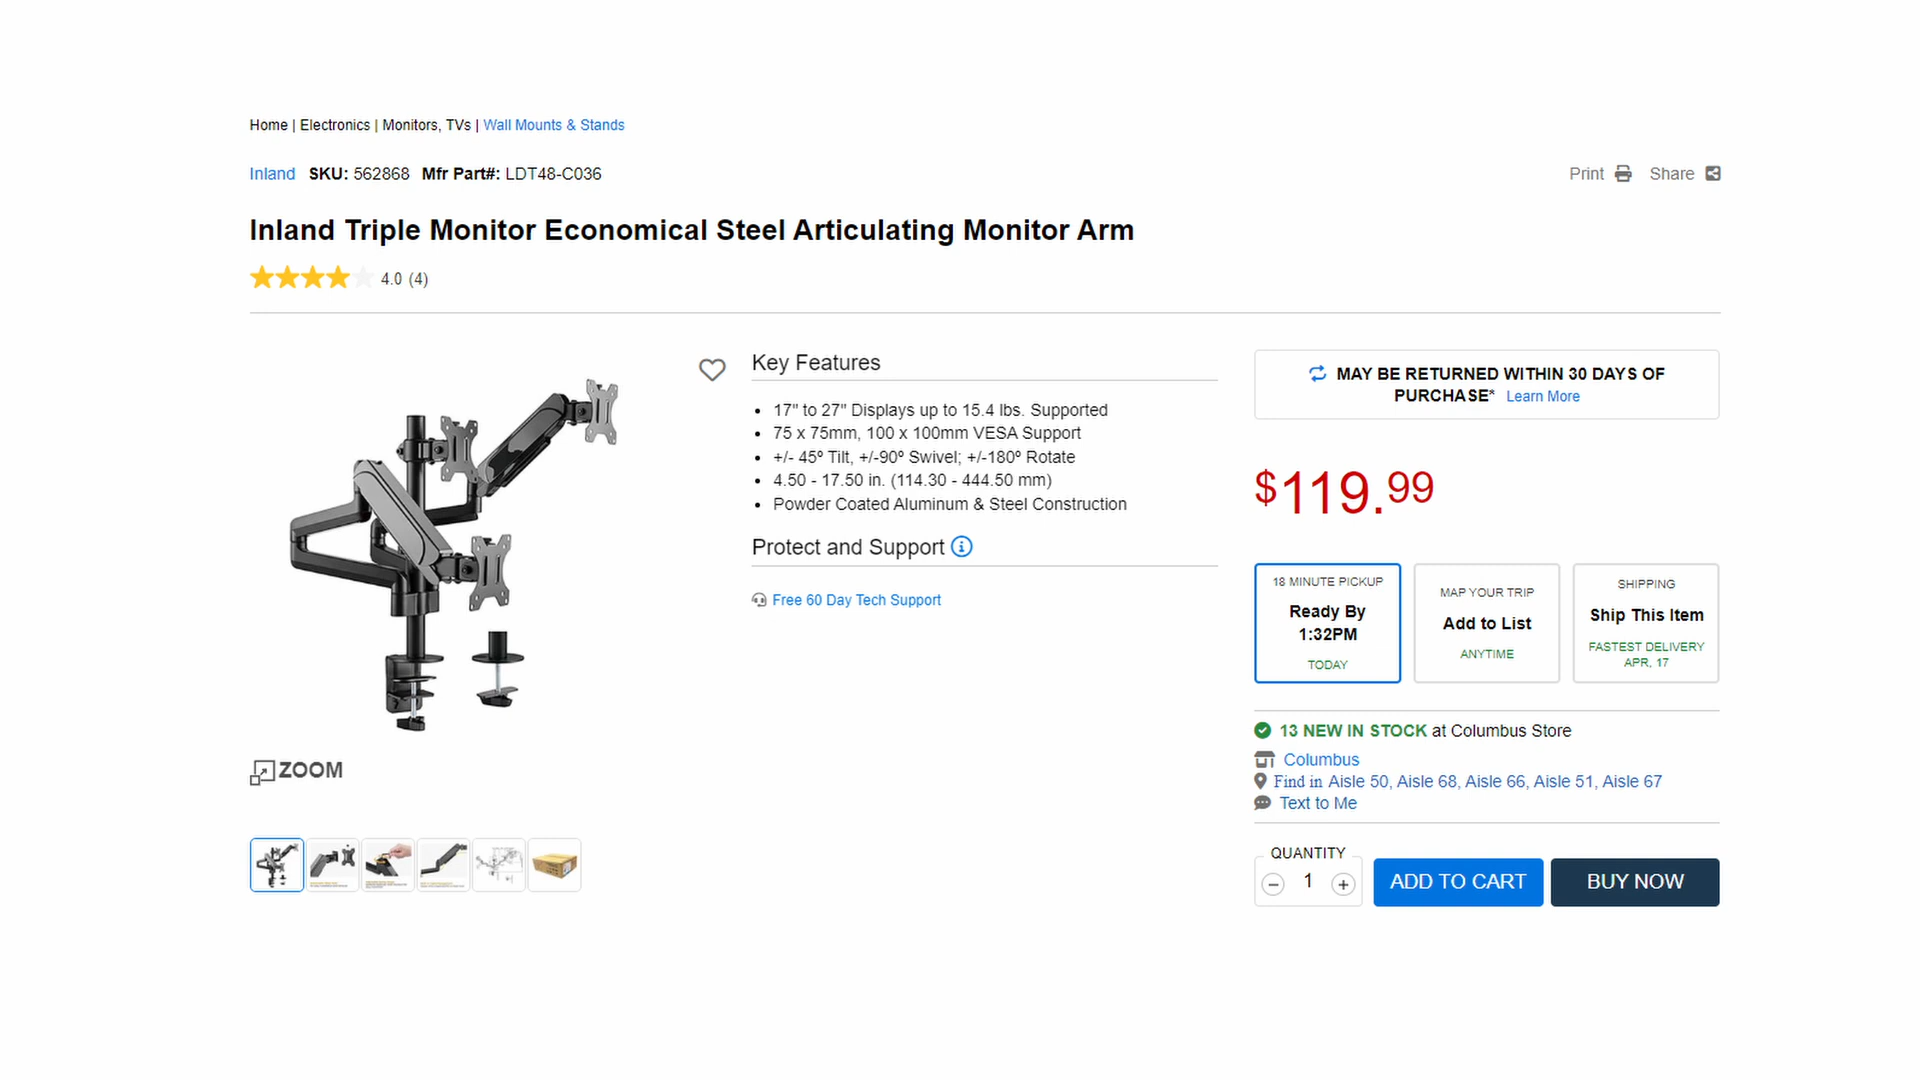 Home | Electronics | Monitors, TVs | Wall Mounts & Stands
Inland SKU: 562868 Mfr Part#: LDT48-C036
Print Share
Inland Triple Monitor Economical Steel Articulating Monitor Arm
4.0 (4)
Key Features
• 17" to 27" Displays up to 15.4 lbs. Supported
• 75 x 75mm, 100 x 100mm VESA Support
• +/- 45º Tilt, +/-90º Swivel; +/-180º Rotate
• 4.50 - 17.50 in. (114.30 - 444.50 mm)
• Powder Coated Aluminum & Steel Construction
Protect and Support
Free 60 Day Tech Support
ZOOM
MAY BE RETURNED WITHIN 30 DAYS OF
PURCHASE* Learn More
$119.99
18 MINUTE PICKUP
Ready By
1:32PM
TODAY
MAP YOUR TRIP
Add to List
ANYTIME
SHIPPING
Ship This Item
FASTEST DELIVERY
APR, 17
13 NEW IN STOCK at Columbus Store
Columbus
Find in Aisle 50, Aisle 68, Aisle 66, Aisle 51, Aisle 67
Text to Me
QUANTITY
1
ADD TO CART
BUY NOW